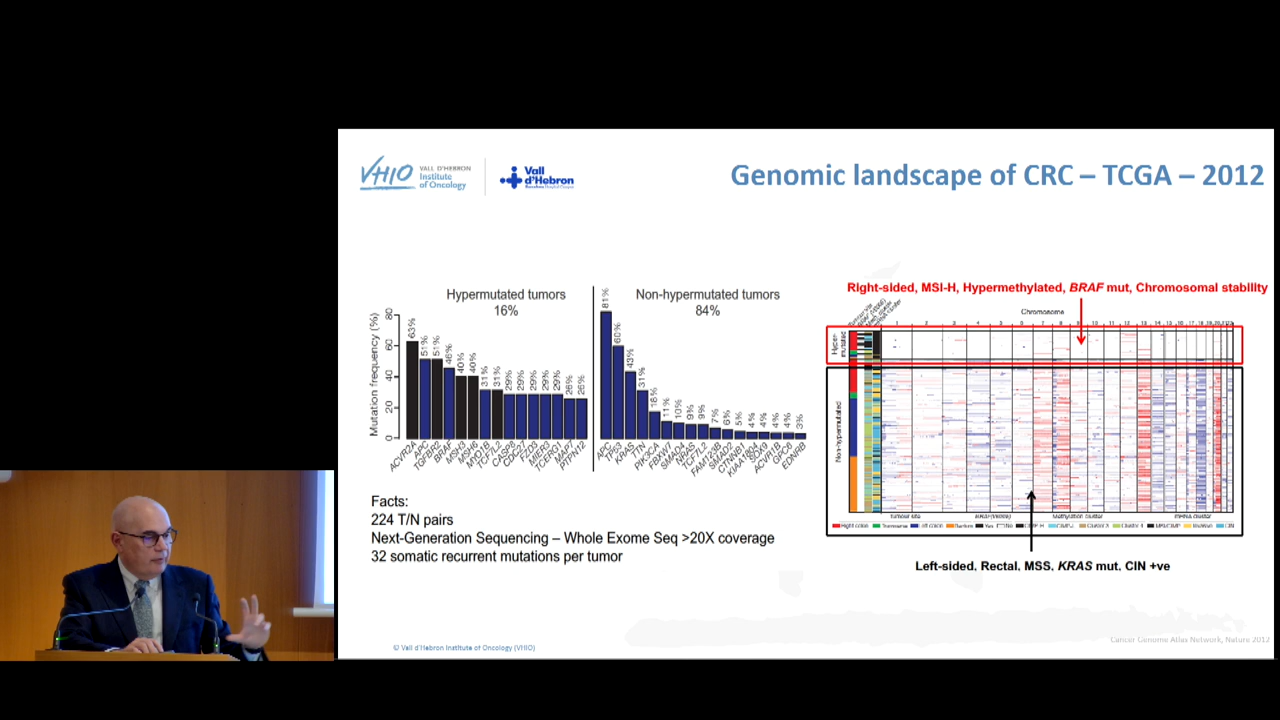 VHIO
VALL D'HEBRON
Institute
of Oncology
Vall
d'Hebron
Genomic landscape of CRC – TCGA – 2012
Hypermutated tumors
16%
Non-hypermutated tumors
84%
Mutation frequency (%)
80
60
40
20
0
63%
51%
51%
46%
40%
40%
31%
31%
29%
29%
29%
29%
29%
26%
26%
ACVR2A
APC
TGFBR2
BRAF
MSH3
MSH6
MYO1B
TCF7L2
CASP8
CDC27
FZD3
MIER3
TCERG1
MAP7
PTPN12
81%
60%
43%
31%
18%
11%
10%
9%
9%
7%
6%
5%
4%
4%
4%
4%
3%
APC
TP53
KRAS
TTN
PIK3CA
FBXW7
SMAD4
NRAS
TCF7L2
FAM123B
SMAD2
CTNNB1
KIAA1804
SOX9
ACVR1B
GPC6
EDNRB
Right-sided, MSI-H, Hypermethylated, BRAF mut, Chromosomal stability
Chromosome
Hyper-
mutated
Non-hypermutated
Left-sided, Rectal, MSS, KRAS mut, CIN +ve
Facts:
224 T/N pairs
Next-Generation Sequencing – Whole Exome Seq >20X coverage
32 somatic recurrent mutations per tumor
Cancer Genome Atlas Network, Nature 2012
© Vall d'Hebron Institute of Oncology (VHIO)